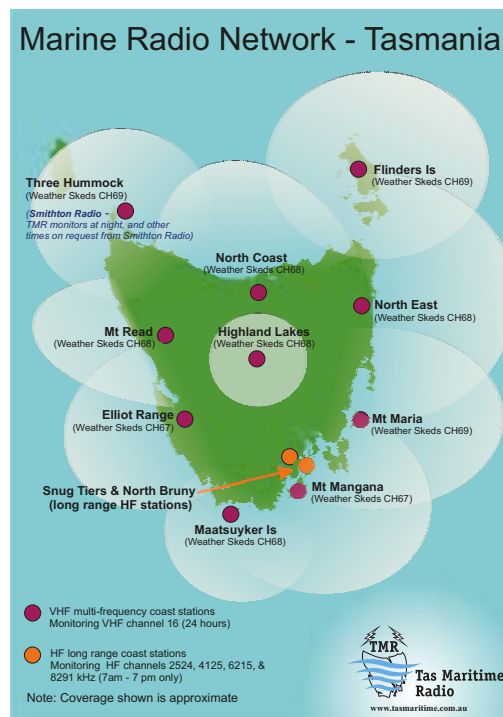 Marine Radio Network - Tasmania
Three Hummock
(Weather Skeds CH69)
(Smithton Radio -
TMR monitors at night, and other
times on request from Smithton Radio)
Flinders Is
(Weather Skeds CH69)
North Coast
(Weather Skeds CH68)
North East
(Weather Skeds CH68)
Mt Read
(Weather Skeds CH68)
Highland Lakes
(Weather Skeds CH68)
Elliot Range
(Weather Skeds CH67)
Mt Maria
(Weather Skeds CH69)
Snug Tiers & North Bruny
(long range HF stations)
Mt Mangana
(Weather Skeds CH67)
Maatsuyker Is
(Weather Skeds CH68)
VHF multi-frequency coast stations
Monitoring VHF channel 16 (24 hours)
HF long range coast stations
Monitoring HF channels 2524, 4125, 6215, &
8291 kHz (7am - 7 pm only)
Note: Coverage shown is approximate
TMR
Tas Maritime
Radio
www.tasmaritime.com.au